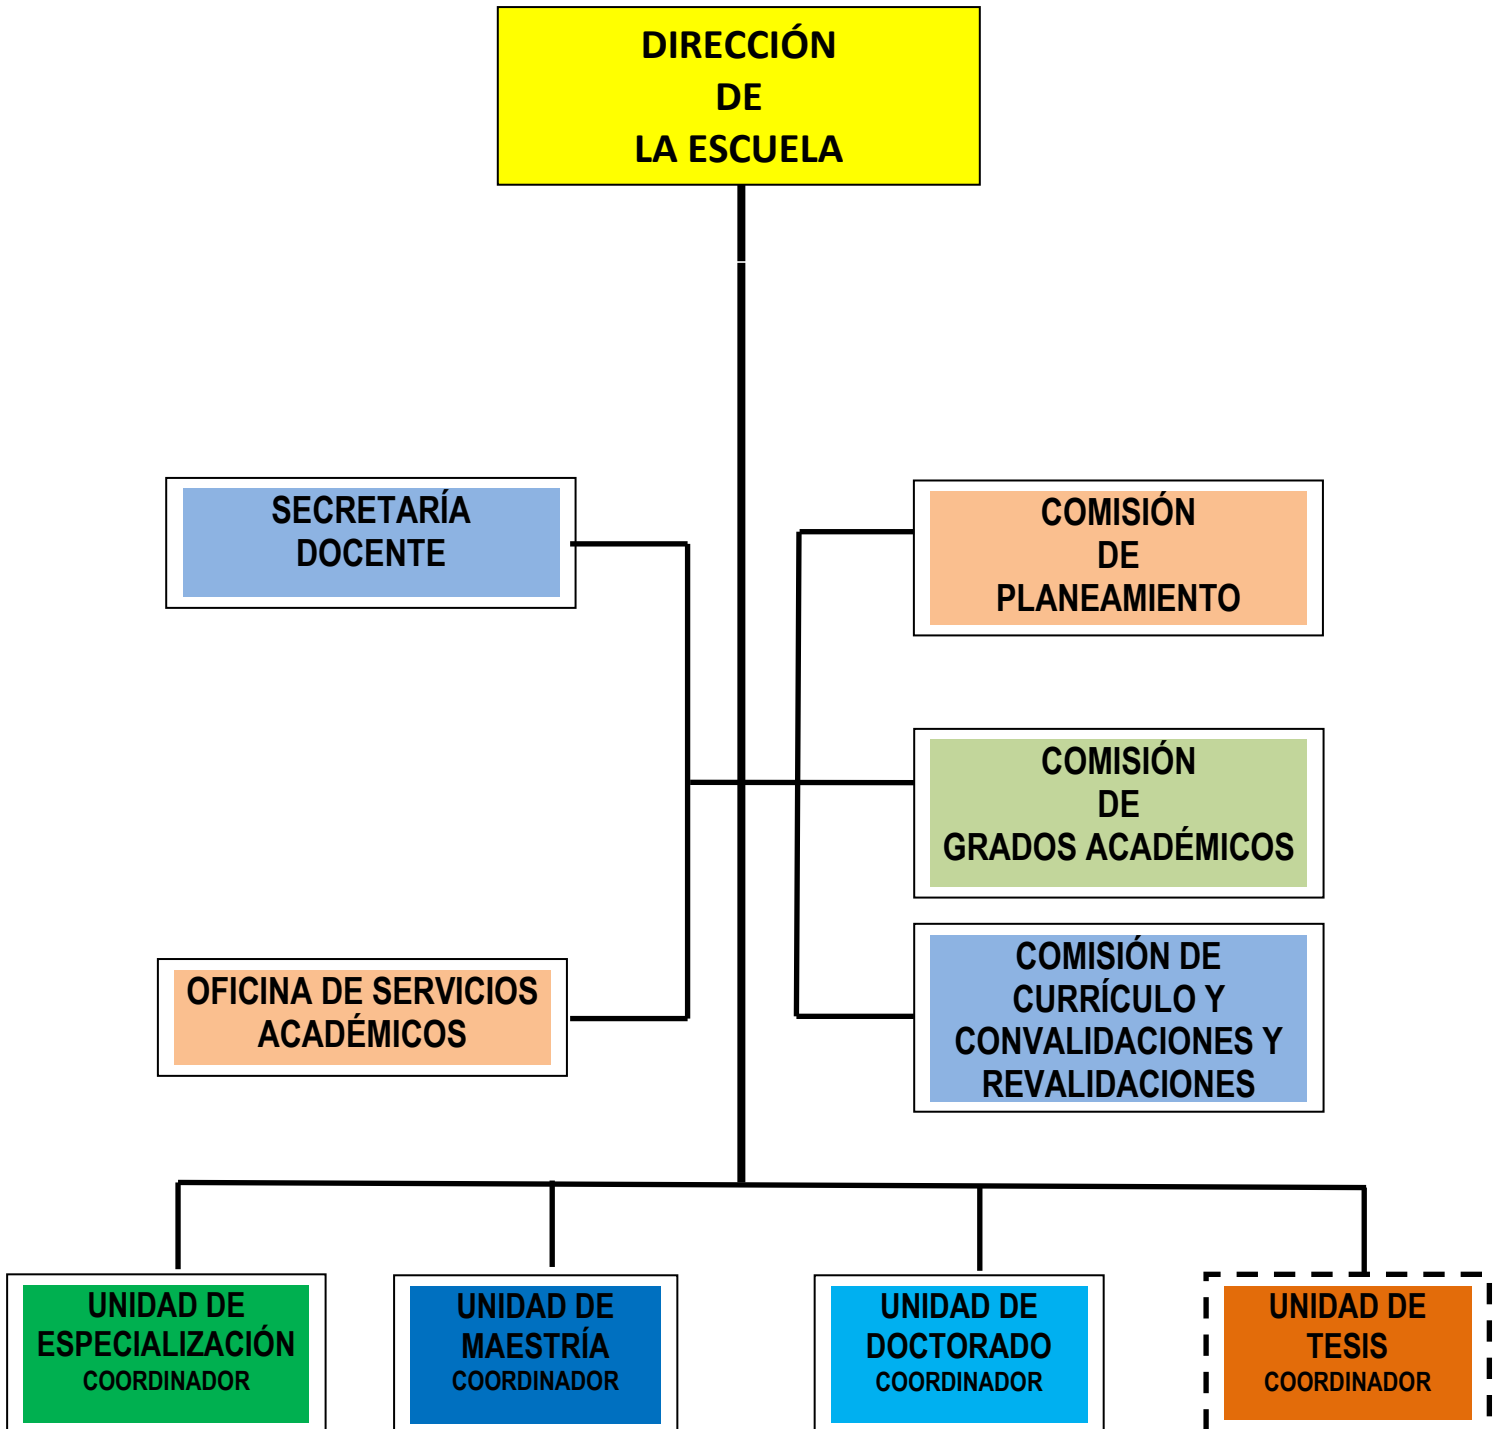 DIRECCIÓN
DE
LA ESCUELA
SECRETARÍA
DOCENTE
COMISIÓN
DE
PLANEAMIENTO
COMISIÓN
DE
GRADOS ACADÉMICOS
OFICINA DE SERVICIOS
ACADÉMICOS
COMISIÓN DE
CURRÍCULO Y
CONVALIDACIONES Y
REVALIDACIONES
UNIDAD DE
ESPECIALIZACIÓN
COORDINADOR
UNIDAD DE
MAESTRÍA
COORDINADOR
UNIDAD DE
DOCTORADO
COORDINADOR
UNIDAD DE
TESIS
COORDINADOR